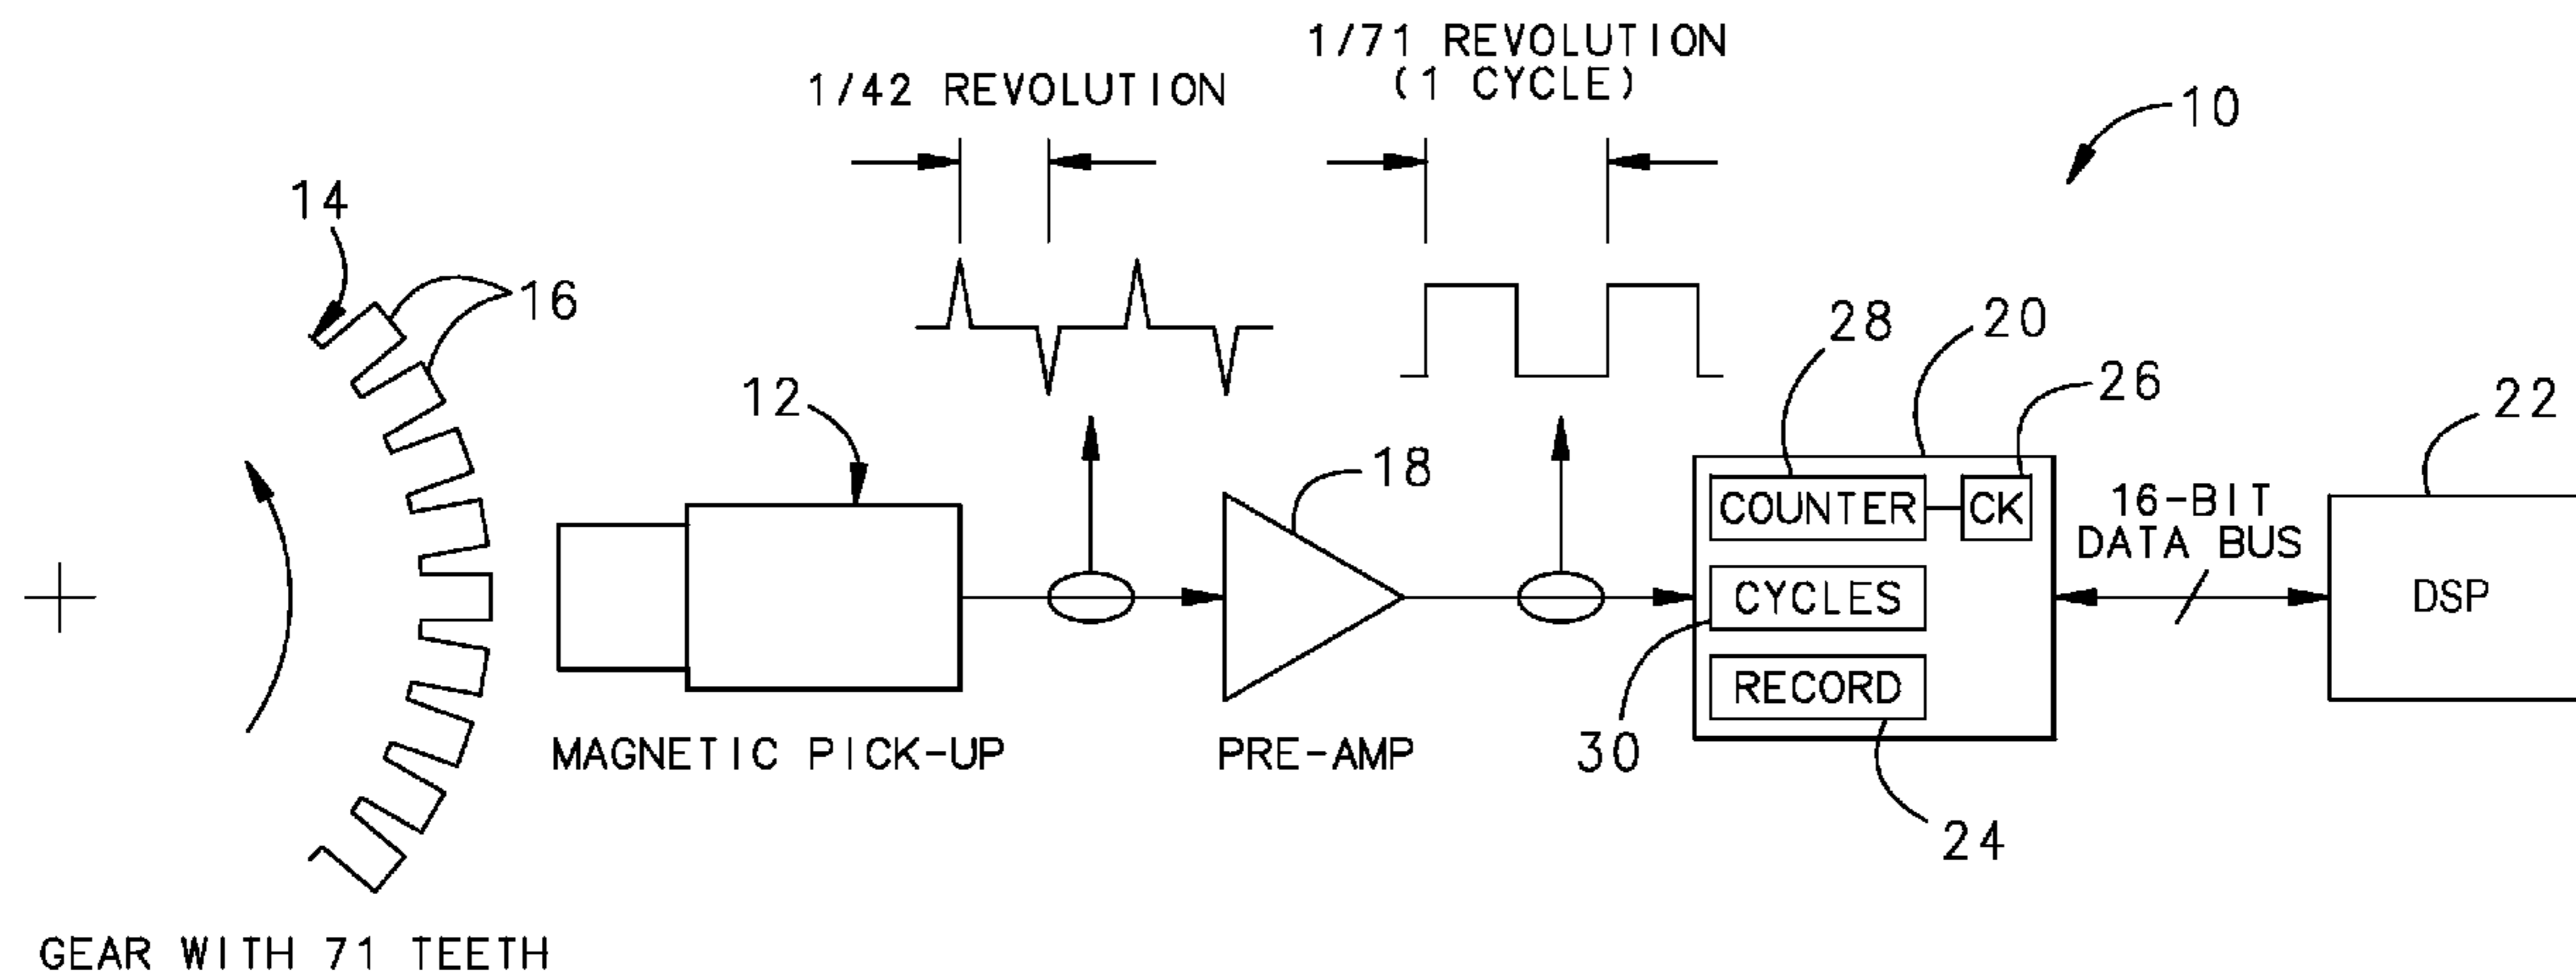 1/42 REVOLUTION
1/71 REVOLUTION
(1 CYCLE)
10
14
16
12
18
28
20
26
22
COUNTER
CK
16-BIT
DATA BUS
CYCLES
DSP
RECORD
MAGNETIC PICK-UP
PRE-AMP
30
24
GEAR WITH 71 TEETH